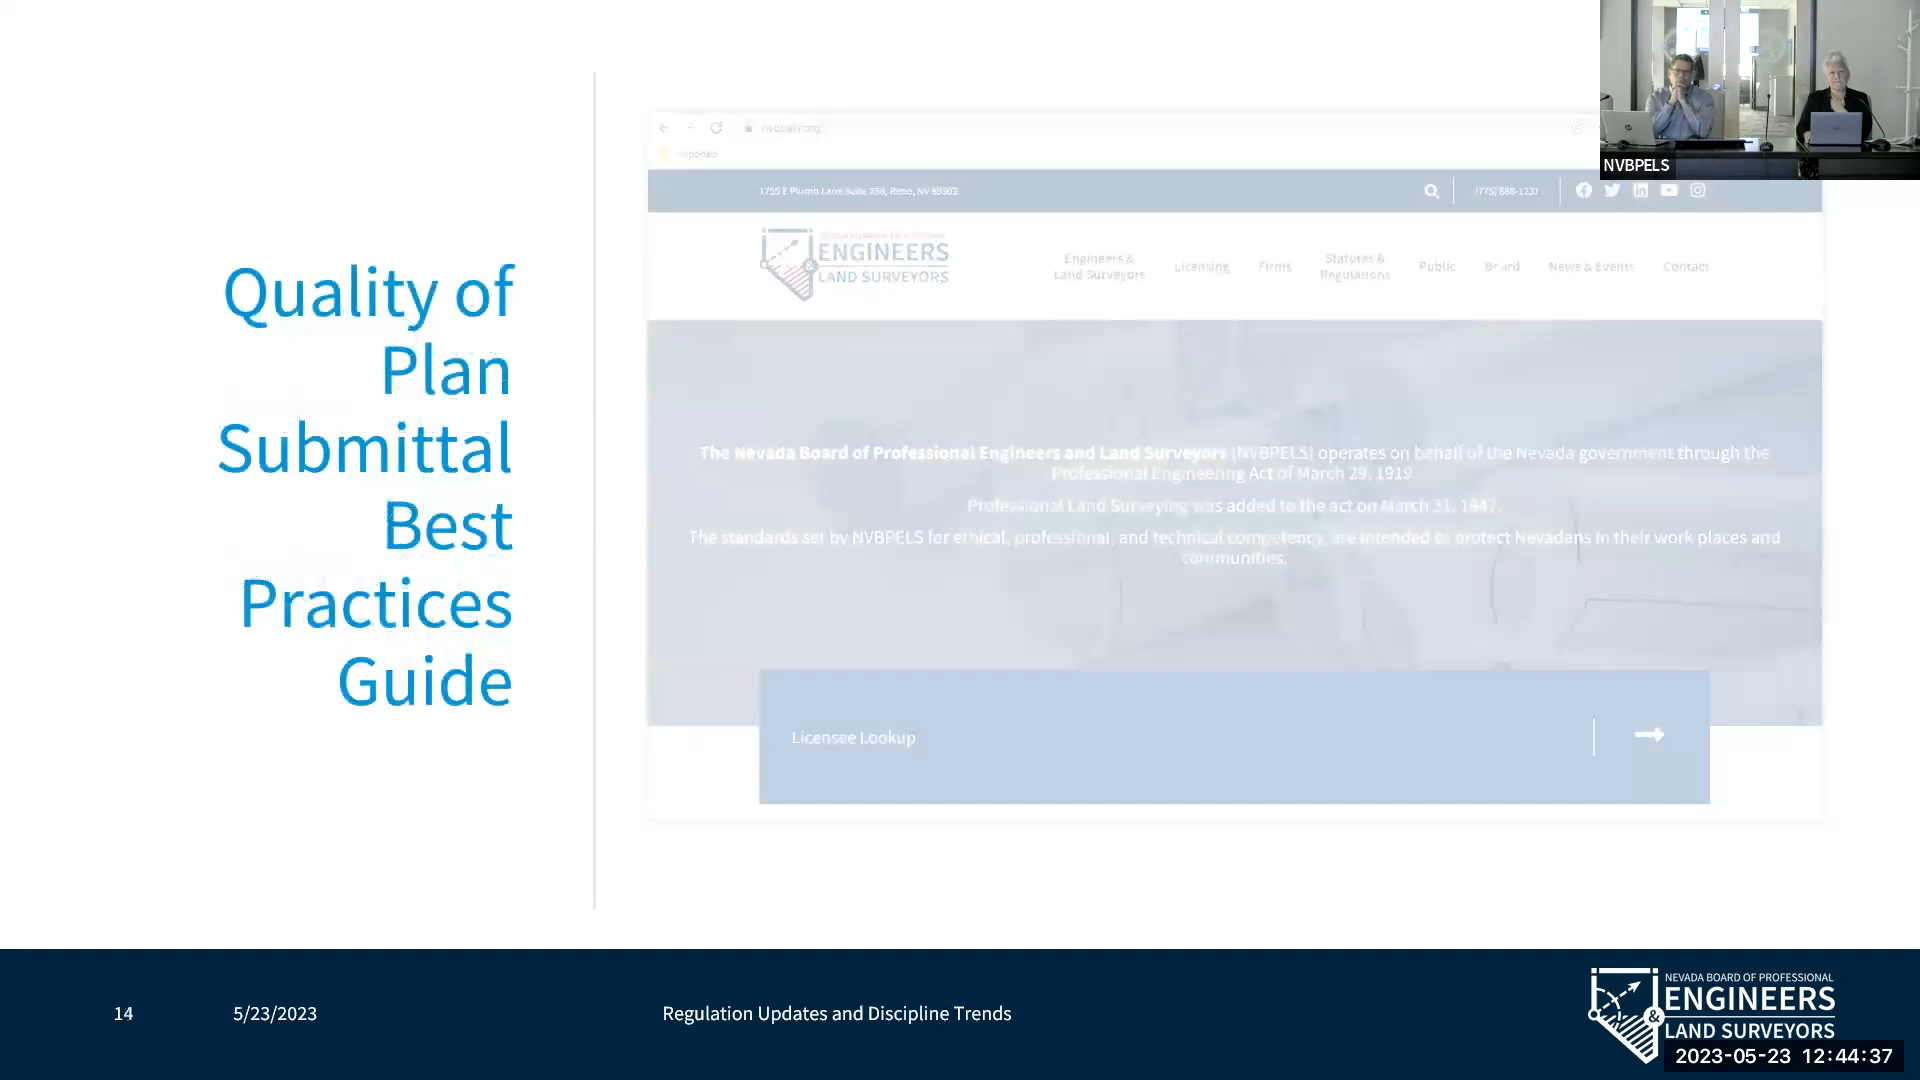 Quality of
Plan
Submittal
Best
Practices
Guide
nvbpels.org
Imported
1755 E Plumb Lane Suite 258, Reno, NV 89502
(775) 688-1231
ENGINEERS
&
LAND SURVEYORS
Engineers &
Land Surveyors
Licensing
Firms
Statutes &
Regulations
Public
Board
News & Events
Contact
The Nevada Board of Professional Engineers and Land Surveyors (NVBPELS) operates on behalf of the Nevada government through the
Professional Engineering Act of March 29, 1919
Professional Land Surveying was added to the act on March 31, 1947.
The standards set by NVBPELS for ethical, professional, and technical competency, are intended to protect Nevadans in their work places and
communities.
Licensee Lookup
NVBPELS
14
5/23/2023
Regulation Updates and Discipline Trends
NEVADA BOARD OF PROFESSIONAL
ENGINEERS
&
LAND SURVEYORS
2023-05-23 12:44:37